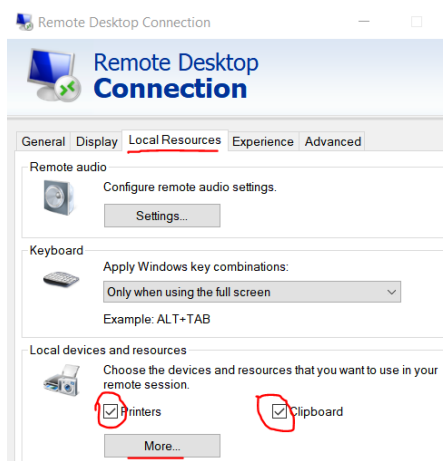 Remote Desktop Connection
Remote Desktop
Connection
General Display Local Resources Experience Advanced
Remote audio
Configure remote audio settings.
Settings...
Keyboard
Apply Windows key combinations:
Only when using the full screen
Example: ALT+TAB
Local devices and resources
Choose the devices and resources that you want to use in your
remote session.
Printers Clipboard
More...